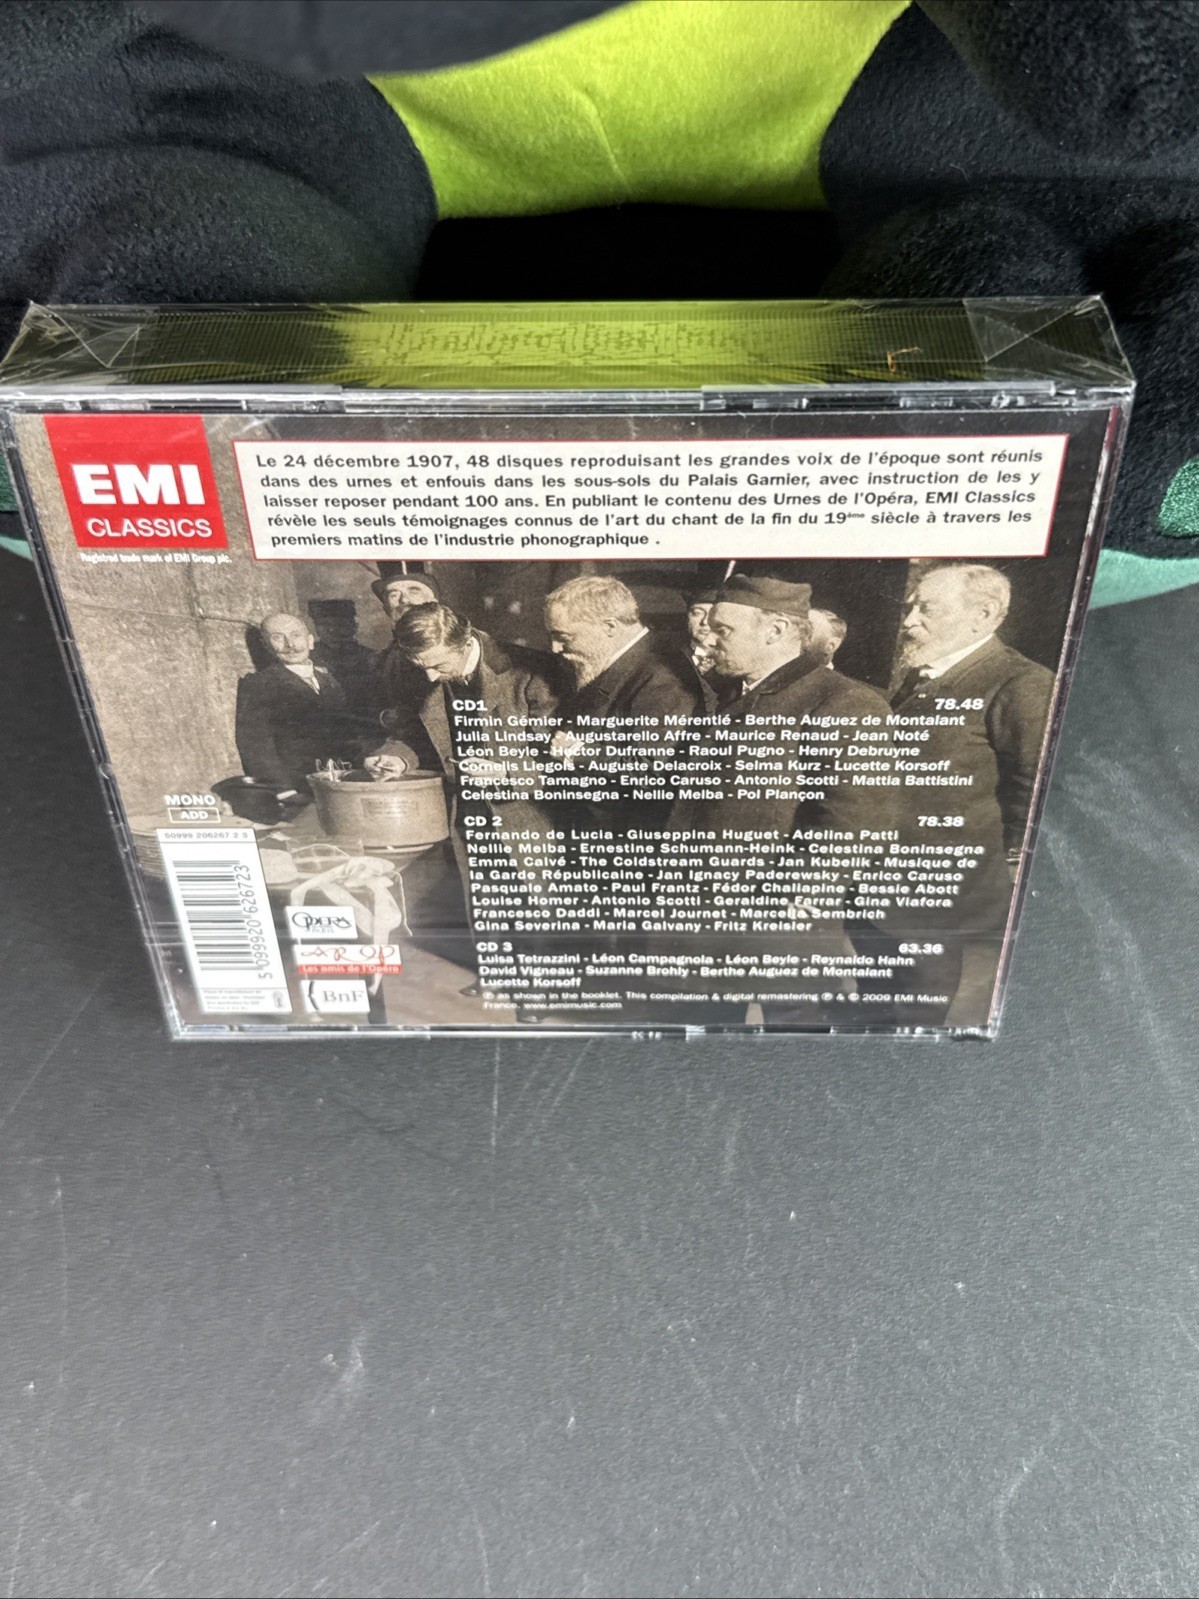 EMI
CLASSICS
Registred trade mark of EMI Group plc.
Le 24 décembre 1907, 48 disques reproduisant les grandes voix de l'époque sont réunis
dans des urnes et enfouis dans les sous-sols du Palais Garnier, avec instruction de les y
laisser reposer pendant 100 ans. En publiant le contenu des Urnes de l'Opéra, EMI Classics
révèle les seuls témoignages connus de l'art du chant de la fin du 19ème siècle à travers les
premiers matins de l'industrie phonographique .
CD1 78.48
Firmin Gémier - Marguerite Mérentié - Berthe Auguez de Montalant
Julia Lindsay - Augustarello Affre - Maurice Renaud - Jean Noté
Léon Beyle - Hector Dufranne - Raoul Pugno - Henry Debruyne
Cornelis Liegois - Auguste Delacroix - Selma Kurz - Lucette Korsoff
Francesco Tamagno - Enrico Caruso - Antonio Scotti - Mattia Battistini
Celestina Boninsegna - Nellie Melba - Pol Plançon
CD 2 78.38
Fernando de Lucia - Giuseppina Huguet - Adelina Patti
Nellie Melba - Ernestine Schumann-Heink - Celestina Boninsegna
Emma Calvé - The Coldstream Guards - Jan Kubelik - Musique de
la Garde Républicaine - Jan Ignacy Paderewsky - Enrico Caruso
Pasquale Amato - Paul Frantz - Fédor Chaliapine - Bessie Abott
Louise Homer - Antonio Scotti - Geraldine Farrar - Gina Viafora
Francesco Daddi - Marcel Journet - Marcella Sembrich
Gina Severina - Maria Galvany - Fritz Kreisler
CD 3 63.36
Luisa Tetrazzini - Léon Campagnola - Léon Beyle - Reynaldo Hahn
David Vigneau - Suzanne Brohly - Berthe Auguez de Montalant
Lucette Korsoff
℗ as shown in the booklet. This compilation & digital remastering ℗ & © 2009 EMI Music
France. www.emimusic.com
MONO
ADD
50999 206267 2 3
5 099920 626723
OPERA
PARIS
AROP
Les amis de l'Opéra
BnF